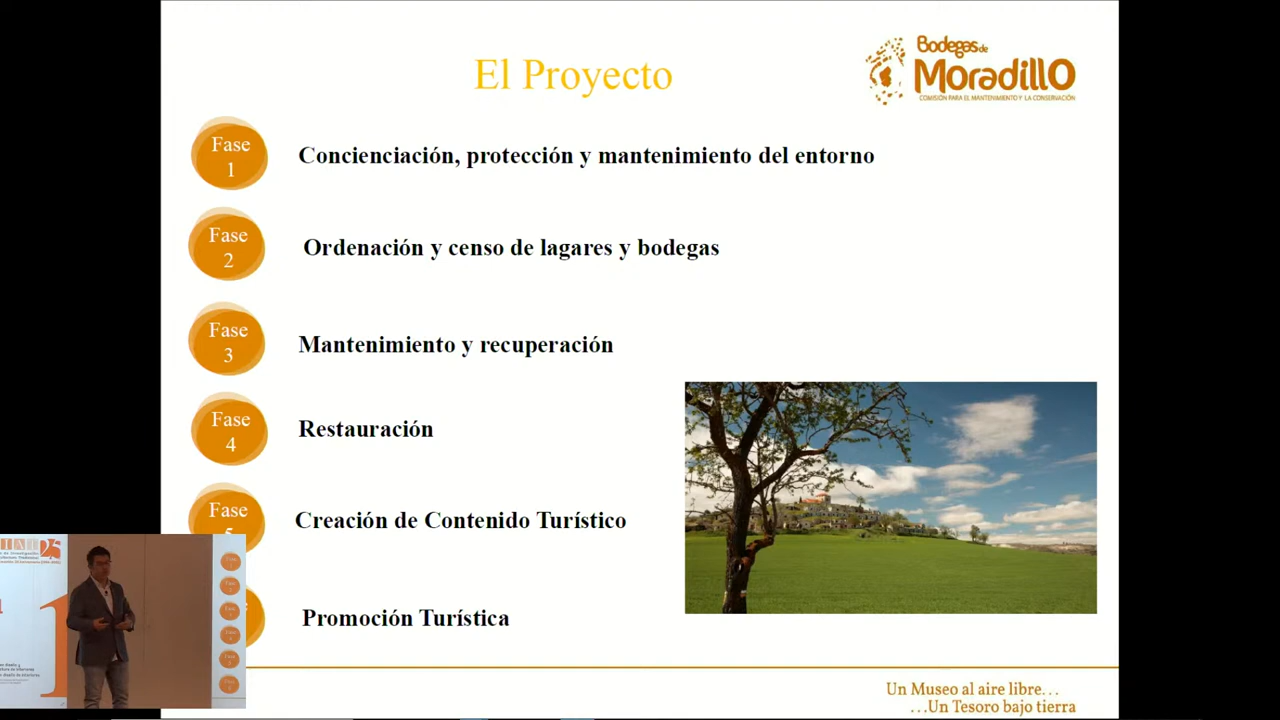 El Proyecto
Bodegas de
Moradillo
COMISIÓN PARA EL MANTENIMIENTO Y LA CONSERVACIÓN
Fase
1
Concienciación, protección y mantenimiento del entorno
Fase
2
Ordenación y censo de lagares y bodegas
Fase
3
Mantenimiento y recuperación
Fase
4
Restauración
Fase
5
Creación de Contenido Turístico
Promoción Turística
Un Museo al aire libre…
…Un Tesoro bajo tierra